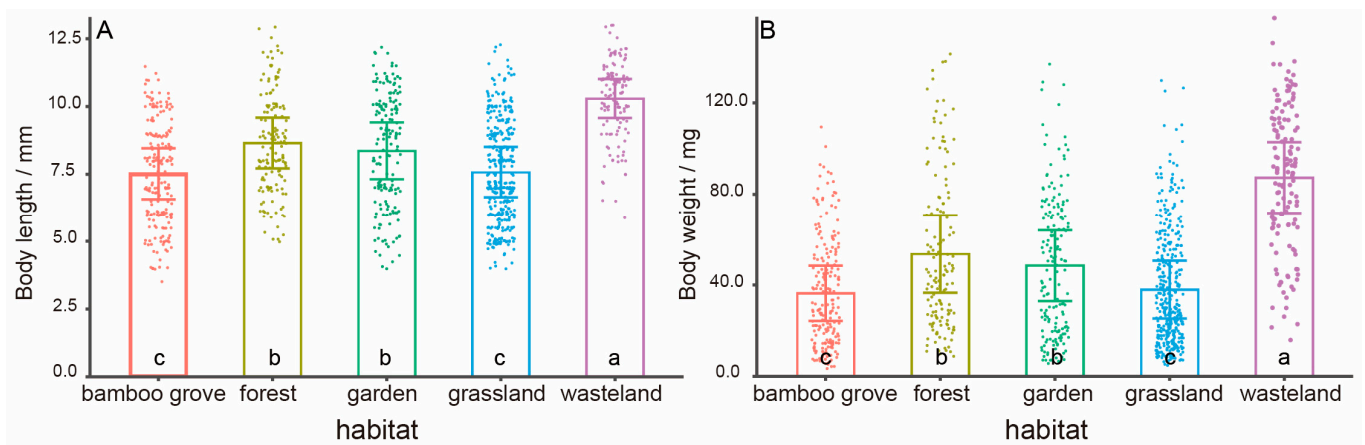 A
Body length / mm
12.5
10.0
7.5
5.0
2.5
0.0
c b b c a
bamboo grove forest garden grassland wasteland
habitat
B
Body weight / mg
120.0
80.0
40.0
0.0
c b b c a
bamboo grove forest garden grassland wasteland
habitat